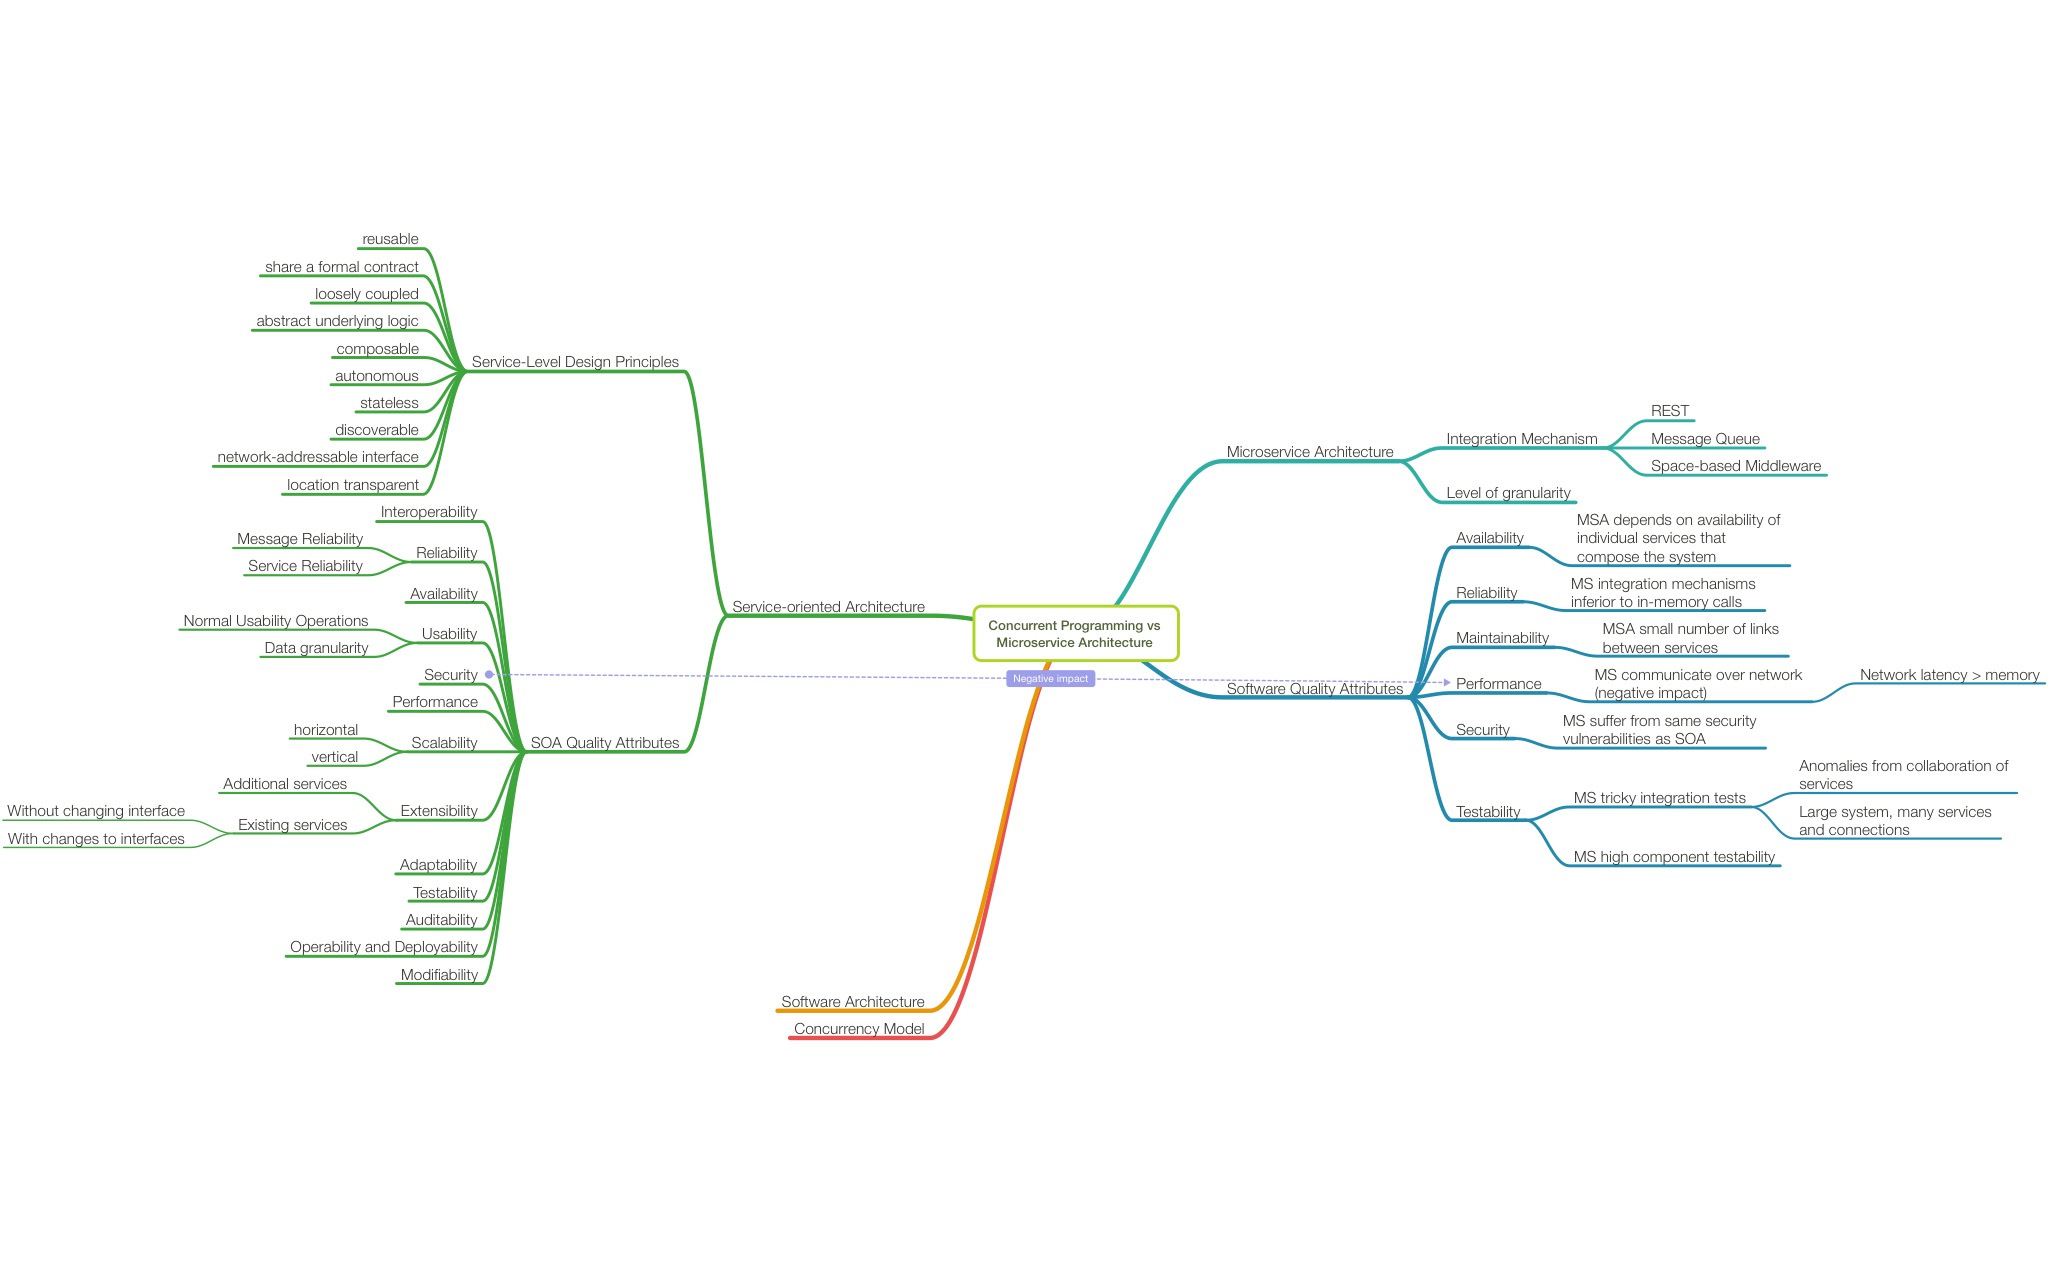 Concurrent Programming vs
Microservice Architecture
Service-oriented Architecture
Service-Level Design Principles
reusable
share a formal contract
loosely coupled
abstract underlying logic
composable
autonomous
stateless
discoverable
network-addressable interface
location transparent
SOA Quality Attributes
Interoperability
Reliability
Message Reliability
Service Reliability
Availability
Usability
Normal Usability Operations
Data granularity
Security
Performance
Scalability
horizontal
vertical
Extensibility
Additional services
Existing services
Without changing interface
With changes to interfaces
Adaptability
Testability
Auditability
Operability and Deployability
Modifiability
Software Architecture
Concurrency Model
Negative impact
Microservice Architecture
Integration Mechanism
REST
Message Queue
Space-based Middleware
Level of granularity
Software Quality Attributes
Availability
MSA depends on availability of
individual services that
compose the system
Reliability
MS integration mechanisms
inferior to in-memory calls
Maintainability
MSA small number of links
between services
Performance
MS communicate over network
(negative impact)
Network latency > memory
Security
MS suffer from same security
vulnerabilities as SOA
Testability
MS tricky integration tests
Anomalies from collaboration of
services
Large system, many services
and connections
MS high component testability